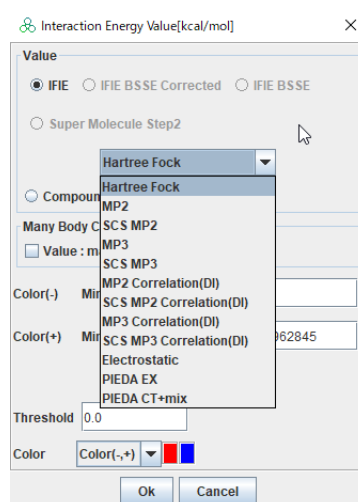 Interaction Energy Value[kcal/mol]
Value
IFIE IFIE BSSE Corrected IFIE BSSE
Super Molecule Step2
Hartree Fock
Hartree Fock
MP2
SCS MP2
MP3
SCS MP3
MP2 Correlation(DI)
SCS MP2 Correlation(DI)
MP3 Correlation(DI)
SCS MP3 Correlation(DI)
Electrostatic
PIEDA EX
PIEDA CT+mix
Compoun
Many Body C
Value : m
Color(-) Mi
Color(+) Mi 962845
Threshold 0.0
Color Color(-,+)
Ok Cancel